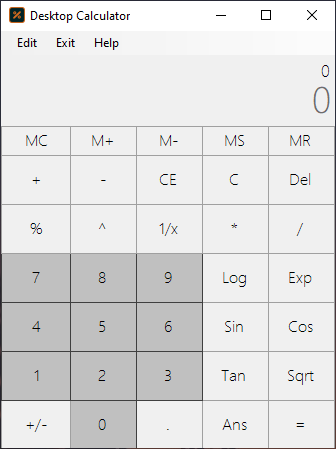 Desktop Calculator
Edit Exit Help
0
0
MC M+ M- MS MR
+ - CE C Del
% ^ 1/x * /
7 8 9 Log Exp
4 5 6 Sin Cos
1 2 3 Tan Sqrt
+/- 0 . Ans =